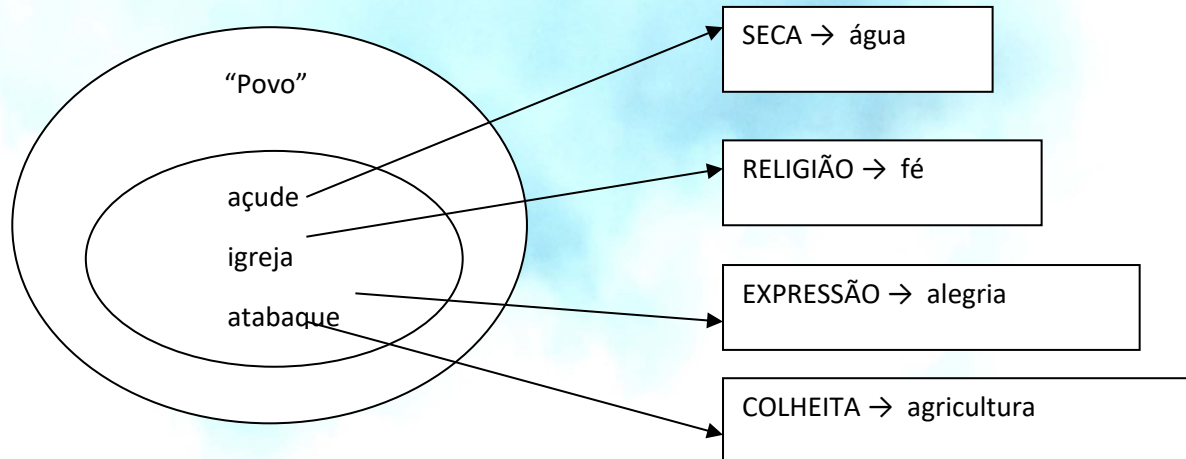 “Povo”
açude
igreja
atabaque
SECA → água
RELIGIÃO → fé
EXPRESSÃO → alegria
COLHEITA → agricultura